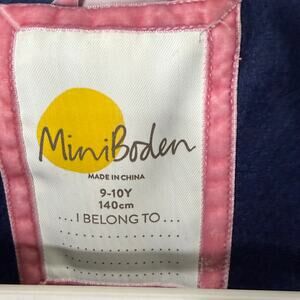 MiniBoden
MADE IN CHINA
9-10Y
140cm
...I BELONG TO...